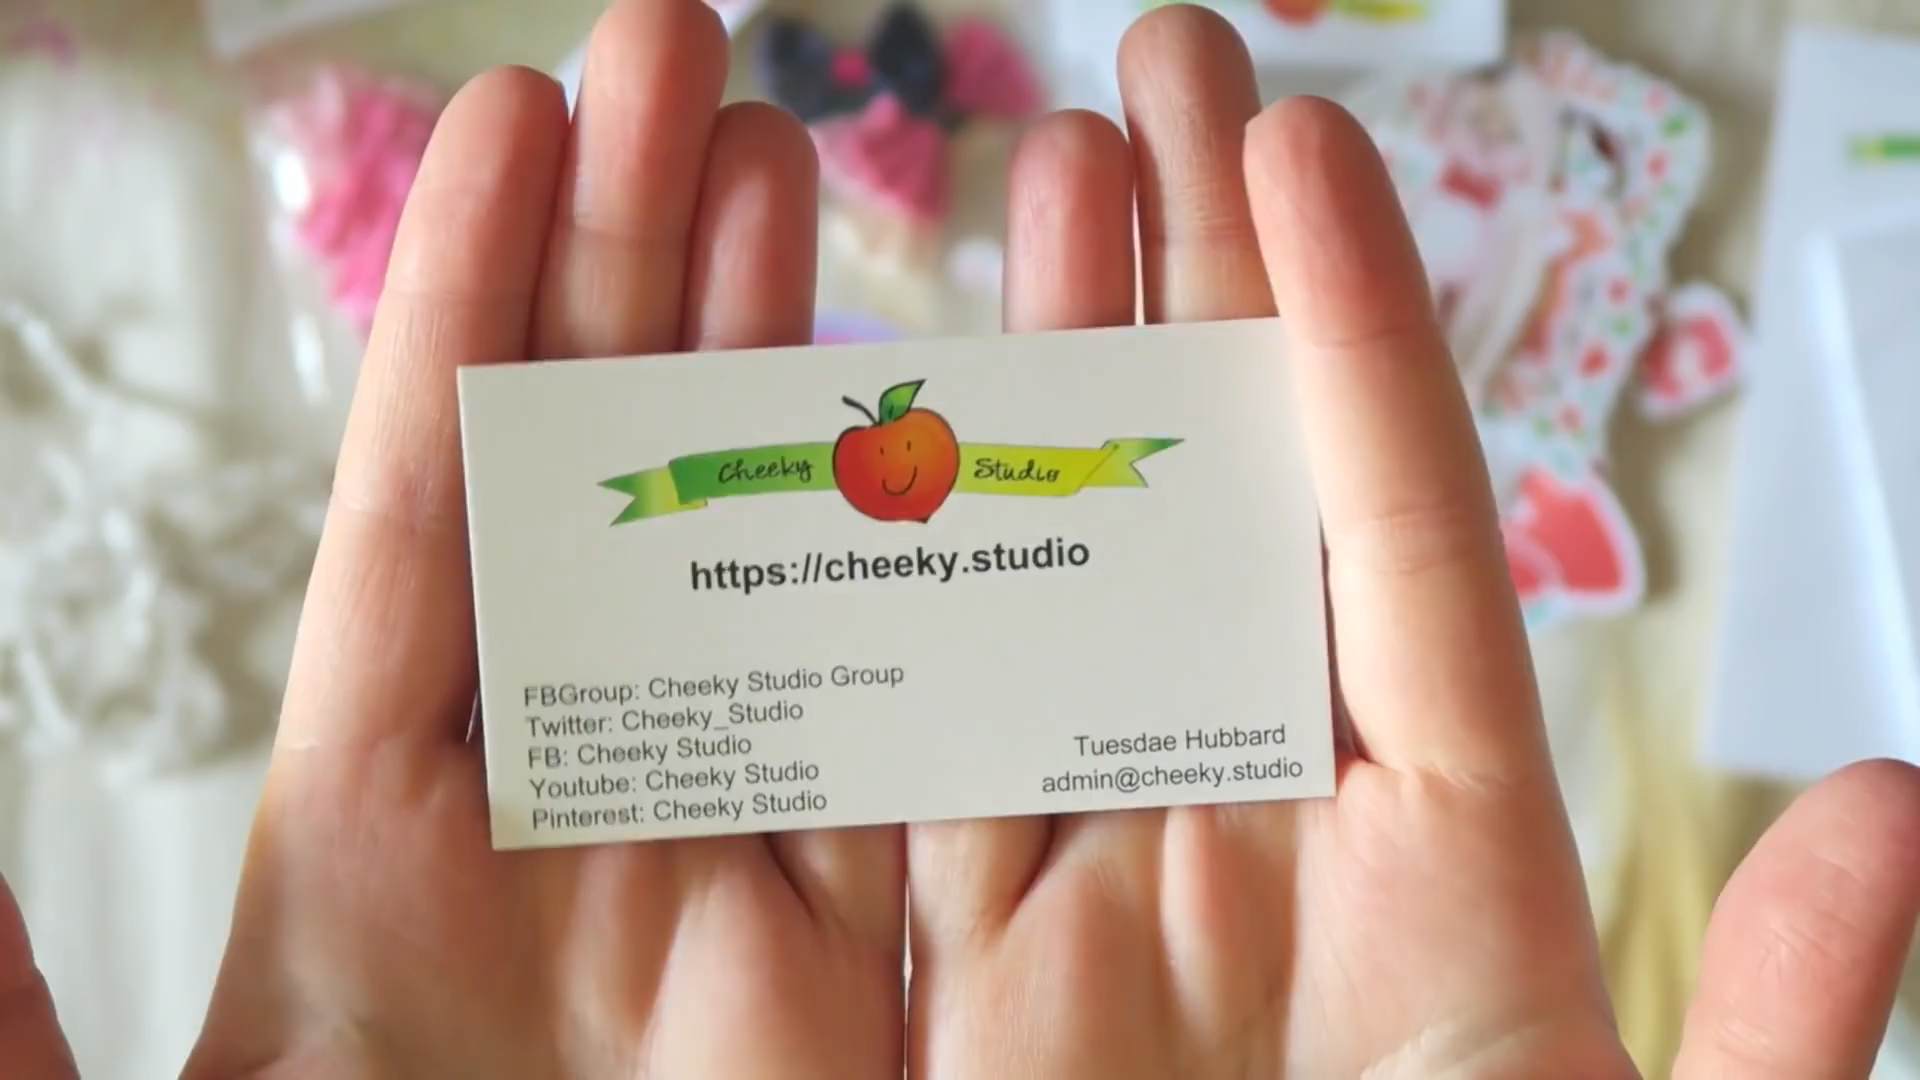 Cheeky Studio
https://cheeky.studio
FBGroup: Cheeky Studio Group
Twitter: Cheeky_Studio
FB: Cheeky Studio
Youtube: Cheeky Studio
Pinterest: Cheeky Studio
Tuesdae Hubbard
admin@cheeky.studio